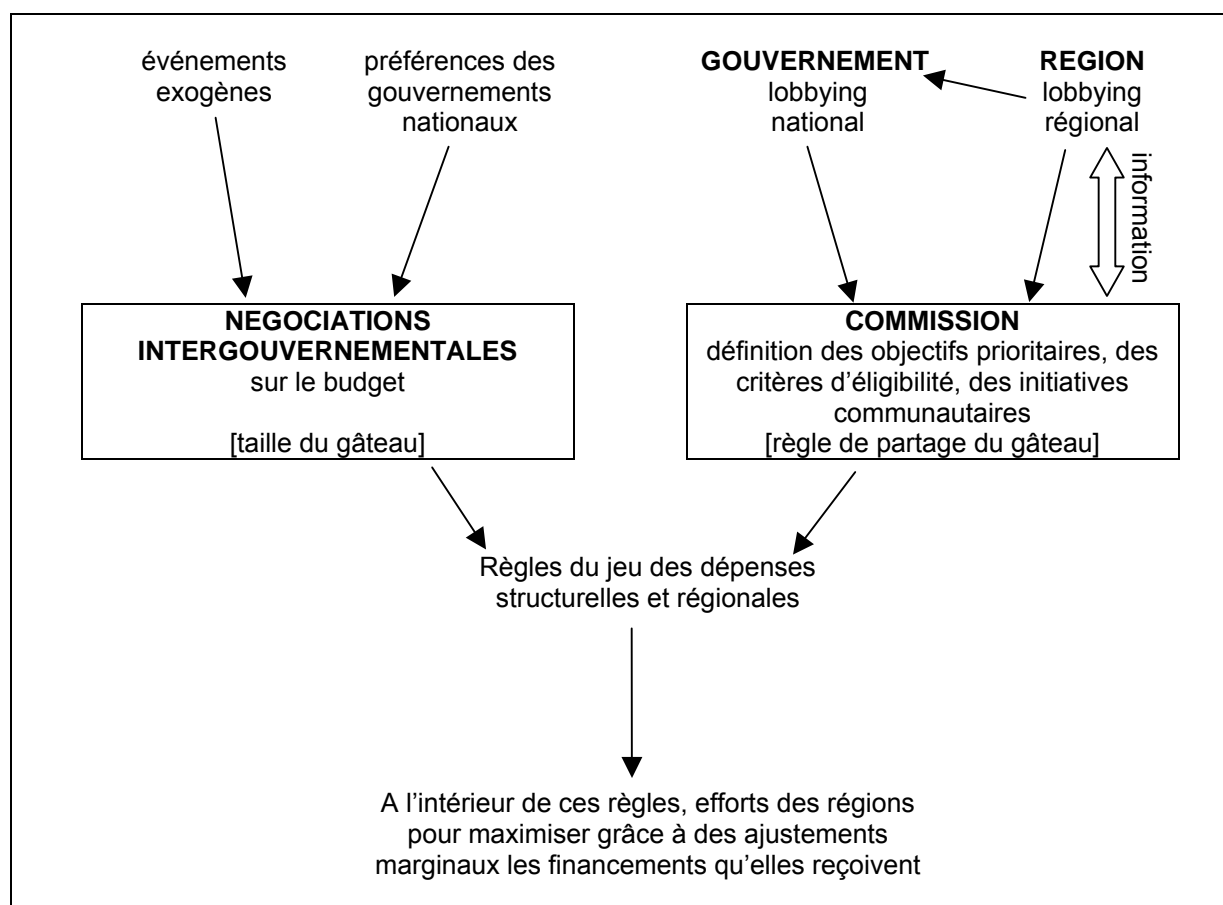 événements
exogènes
préférences des
gouvernements
nationaux
GOUVERNEMENT
lobbying
national
REGION
lobbying
régional
information
NEGOCIATIONS
INTERGOUVERNEMENTALES
sur le budget
[taille du gâteau]
COMMISSION
définition des objectifs prioritaires, des
critères d’éligibilité, des initiatives
communautaires
[règle de partage du gâteau]
Règles du jeu des dépenses
structurelles et régionales
A l’intérieur de ces règles, efforts des régions
pour maximiser grâce à des ajustements
marginaux les financements qu’elles reçoivent